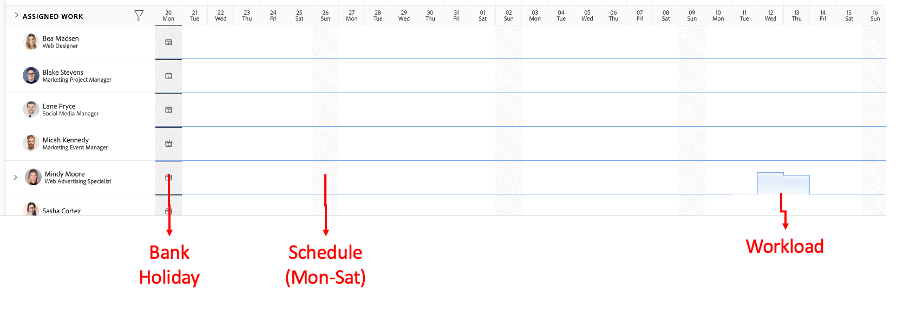 ASSIGNED WORK
20 21 22 23 24 25 26 27 28 29 30 31 01 02 03 04 05 06 07 08 09 10 11 12 13 14 15 16
Mon Tue Wed Thu Fri Sat Sun Mon Tue Wed Thu Fri Sat Sun Mon Tue Wed Thu Fri Sat Sun Mon Tue Wed Thu Fri Sat Sun
Bea Madsen
Web Designer
Blake Stevens
Marketing Project Manager
Lane Pryce
Social Media Manager
Micah Kennedy
Marketing Event Manager
Mindy Moore
Web Advertising Specialist
Sasha Cortez
Bank
Holiday
Schedule
(Mon-Sat)
Workload